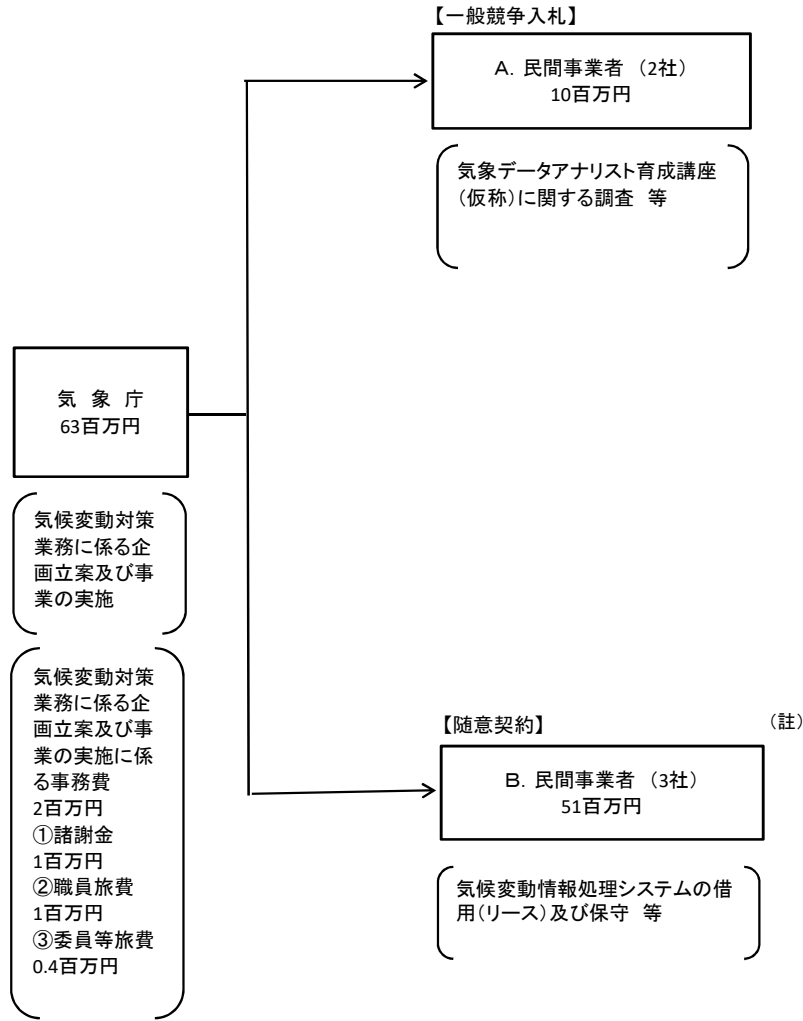 【一般競争入札】
A. 民間事業者 (2社)
10百万円
気象データアナリスト育成講座
(仮称)に関する調査 等
気 象 庁
63百万円
気候変動対策
業務に係る企
画立案及び事
業の実施
気候変動対策
業務に係る企
画立案及び事
業の実施に係
る事務費
2百万円
①諸謝金
1百万円
②職員旅費
1百万円
③委員等旅費
0.4百万円
【随意契約】
(註)
B. 民間事業者 (3社)
51百万円
気候変動情報処理システムの借
用(リース)及び保守 等